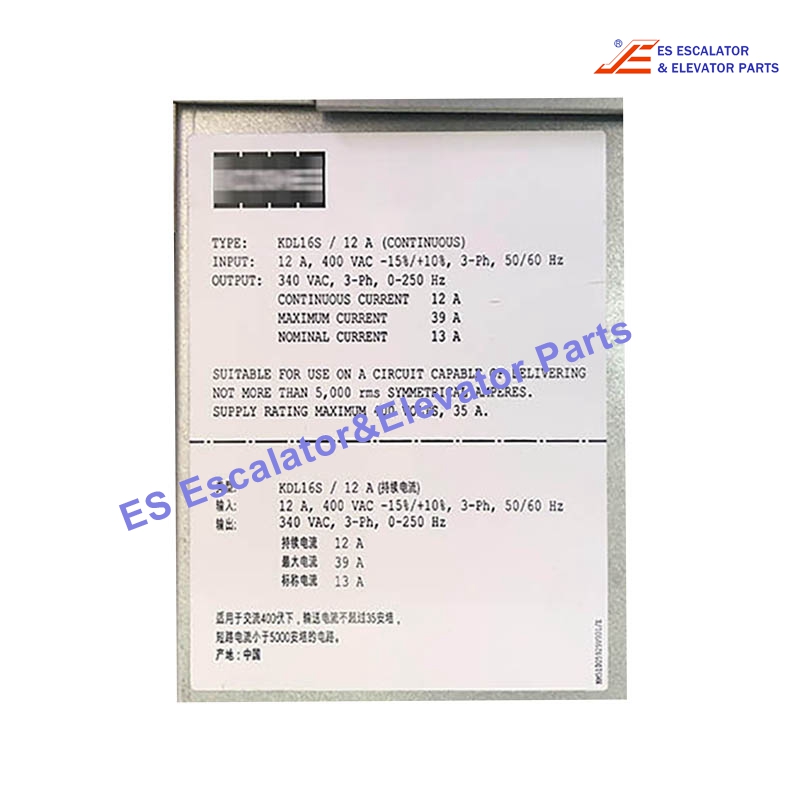 ®
ES ESCALATOR
& ELEVATOR PARTS
TYPE: KDL16S / 12 A (CONTINUOUS)
INPUT: 12 A, 400 VAC -15%/+10%, 3-Ph, 50/60 Hz
OUTPUT: 340 VAC, 3-Ph, 0-250 Hz
CONTINUOUS CURRENT 12 A
MAXIMUM CURRENT 39 A
NOMINAL CURRENT 13 A
SUITABLE FOR USE ON A CIRCUIT CAPABLE OF DELIVERING
NOT MORE THAN 5,000 rms SYMMETRICAL AMPERES.
SUPPLY RATING MAXIMUM 400 VOLTS, 35 A.
ES Escalator&Elevator Parts
类型: KDL16S / 12 A (持续电流)
输入: 12 A, 400 VAC -15%/+10%, 3-Ph, 50/60 Hz
输出: 340 VAC, 3-Ph, 0-250 Hz
持续电流 12 A
最大电流 39 A
标称电流 13 A
适用于交流400伏下，输送电流不超过35安培，
短路电流小于5000安培的电路。
产地:中国